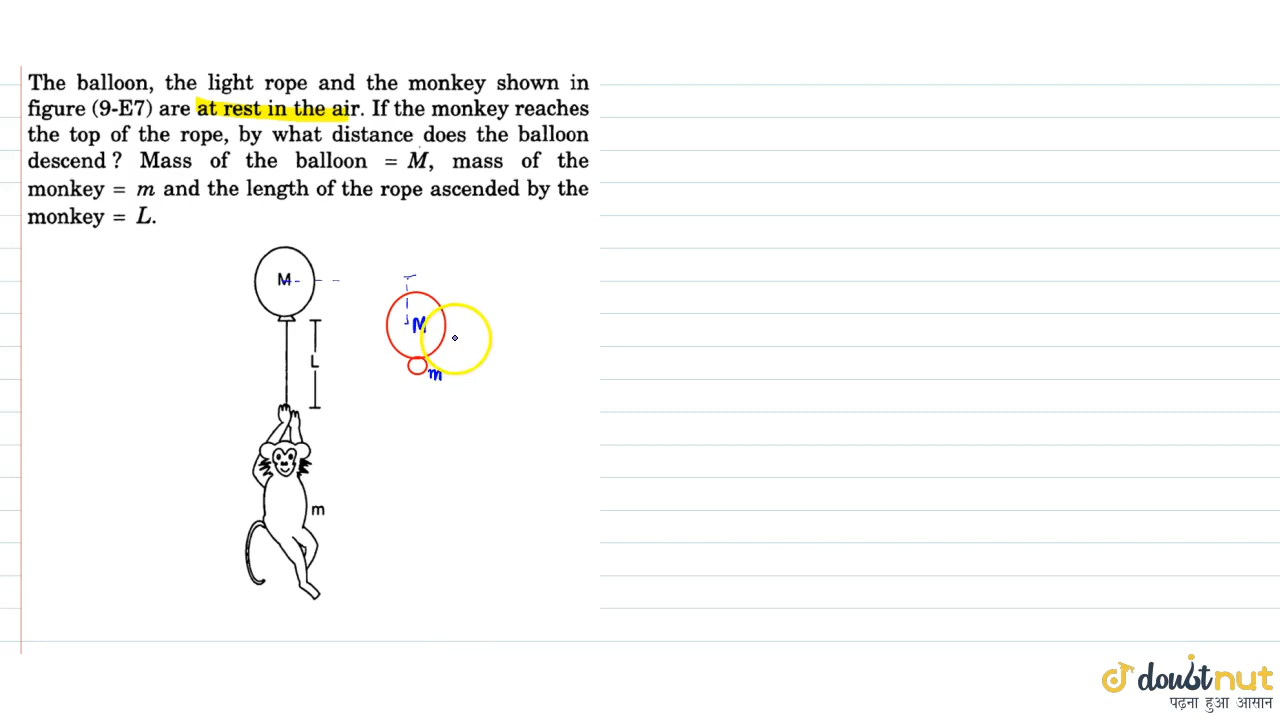 The balloon, the light rope and the monkey shown in
figure (9-E7) are at rest in the air. If the monkey reaches
the top of the rope, by what distance does the balloon
descend ? Mass of the balloon = M, mass of the
monkey = m and the length of the rope ascended by the
monkey = L.
M
M
L
m
m
doubtnut
पढ़ना हुआ आसान